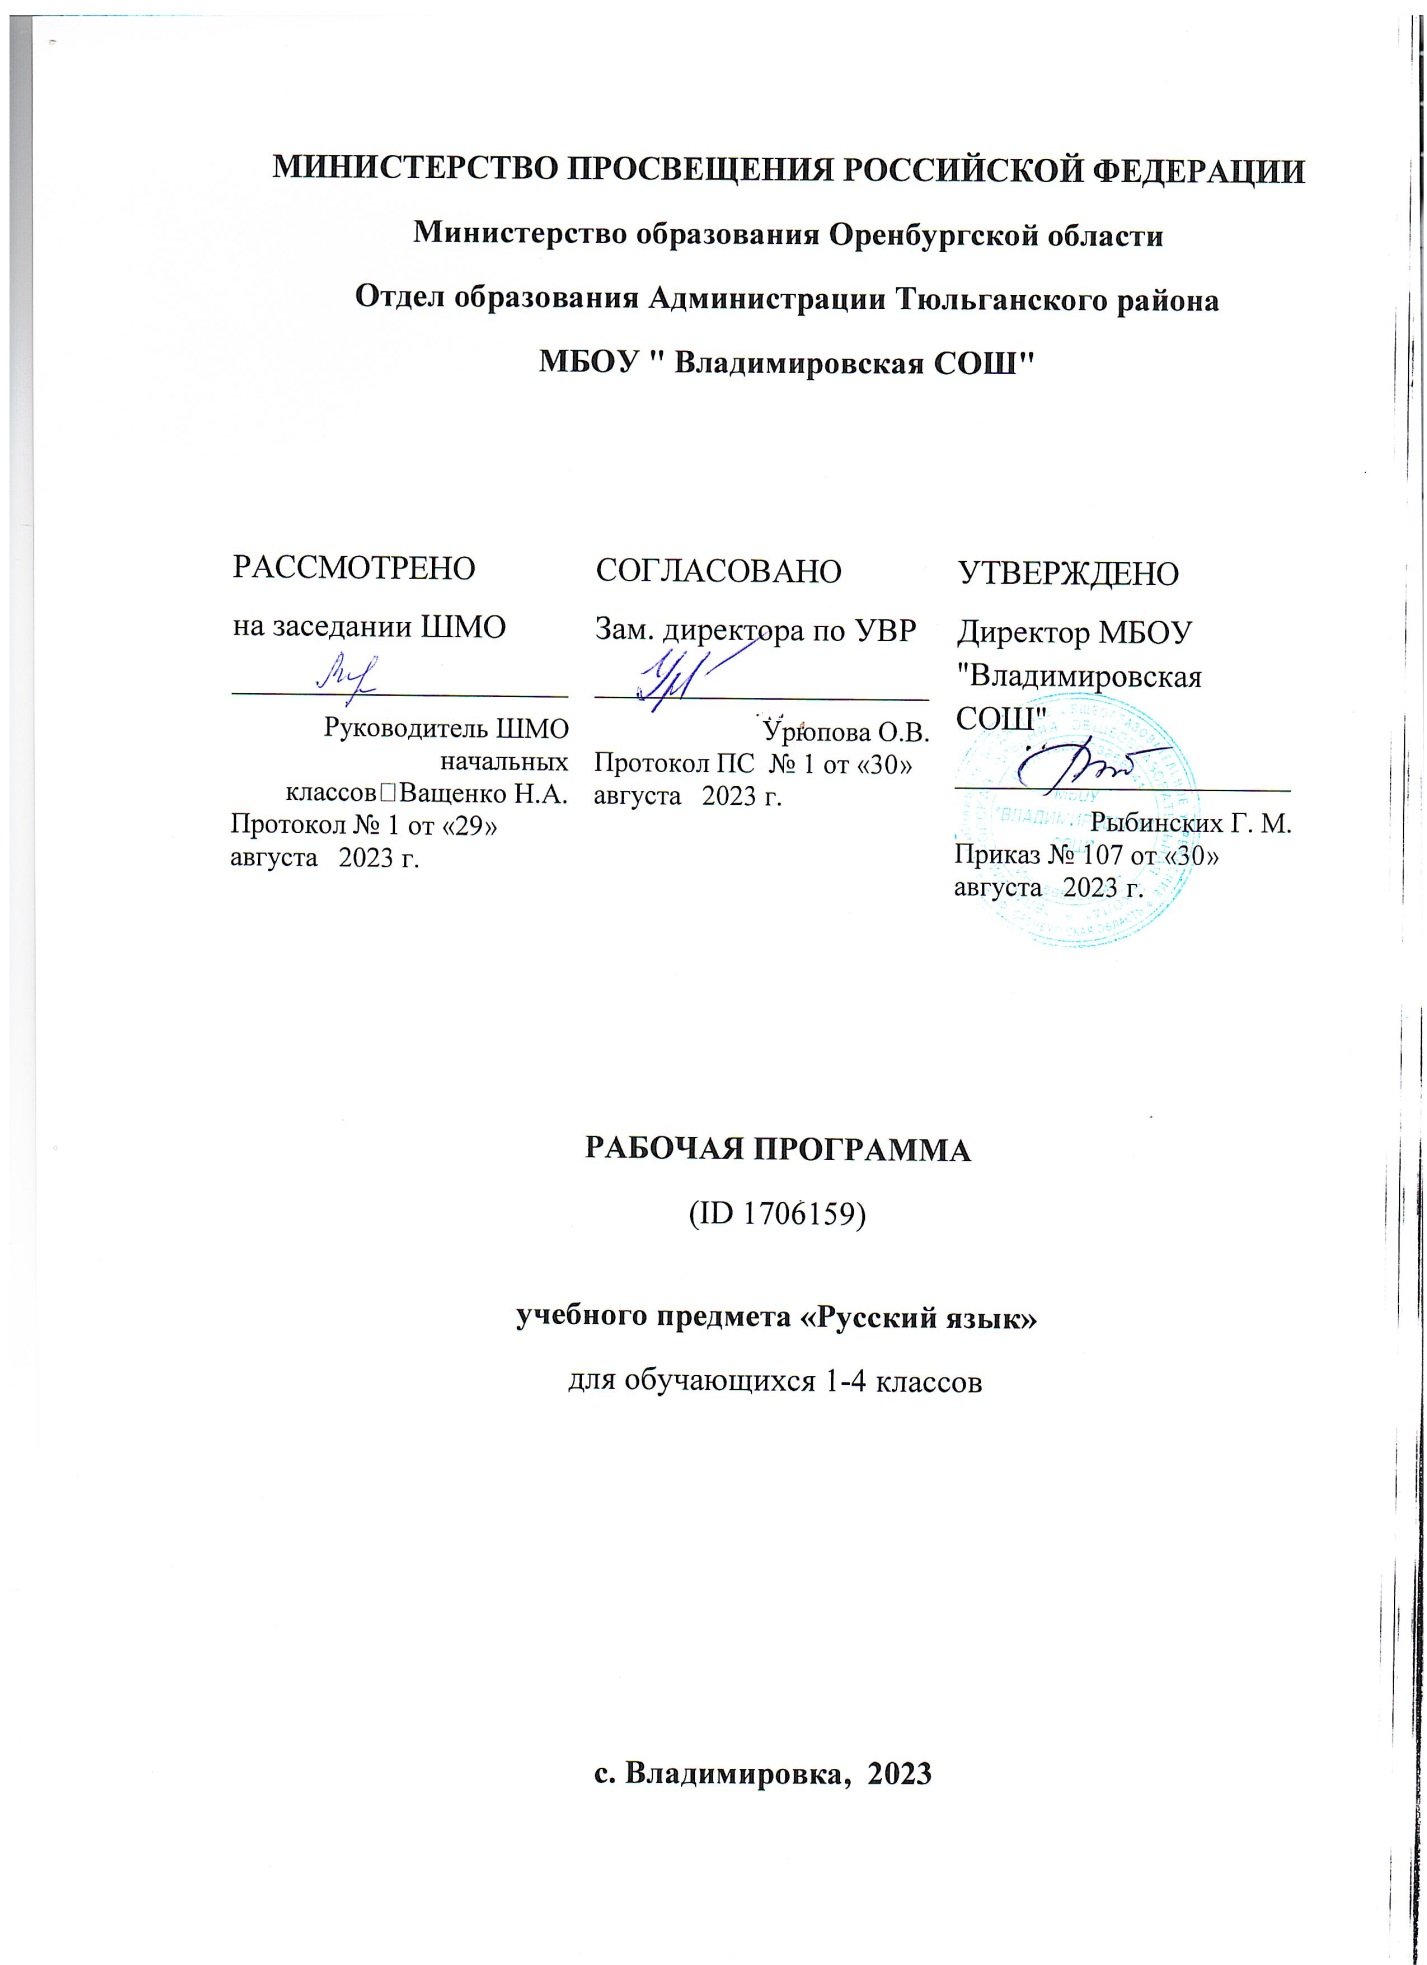 МИНИСТЕРСТВО ПРОСВЕЩЕНИЯ РОССИЙСКОЙ ФЕДЕРАЦИИ
Министерство образования Оренбургской области
Отдел образования Администрации Тюльганского района
МБОУ " Владимировская СОШ"
РАССМОТРЕНО
на заседании ШМО
Руководитель ШМО
начальных
классов Ващенко Н.А.
Протокол № 1 от «29»
августа 2023 г.
СОГЛАСОВАНО
Зам. директора по УВР
Урюпова О.В.
Протокол ПС № 1 от «30»
августа 2023 г.
УТВЕРЖДЕНО
Директор МБОУ
"Владимировская
СОШ"
Рыбинских Г. М.
Приказ № 107 от «30»
августа 2023 г.
РАБОЧАЯ ПРОГРАММА
(ID 1706159)
учебного предмета «Русский язык»
для обучающихся 1-4 классов
с. Владимировка, 2023